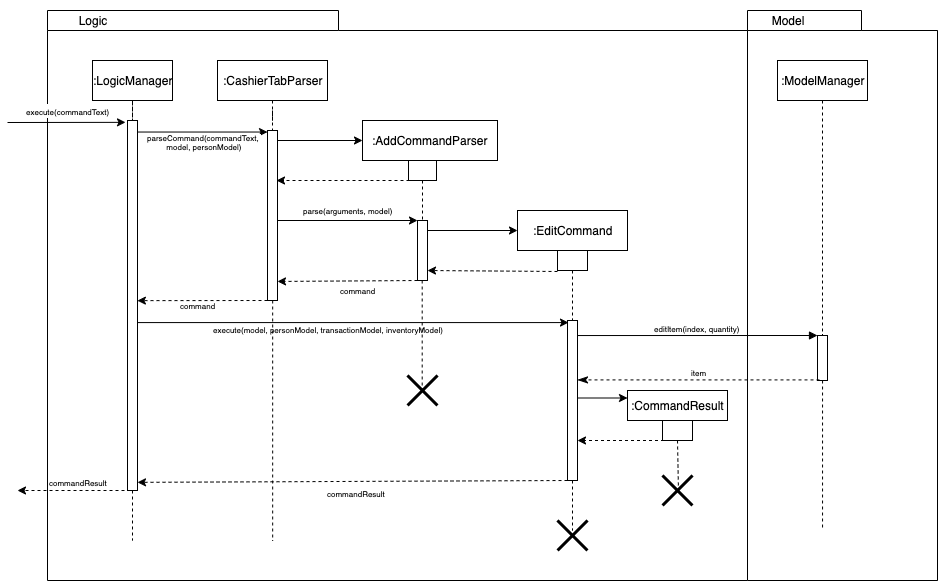 Logic
Model
:LogicManager
:CashierTabParser
:ModelManager
execute(commandText)
parseCommand(commandText,
model, personModel)
:AddCommandParser
parse(arguments, model)
:EditCommand
command
command
execute(model, personModel, transactionModel, inventoryModel)
editItem(index, quantity)
item
:CommandResult
commandResult
commandResult